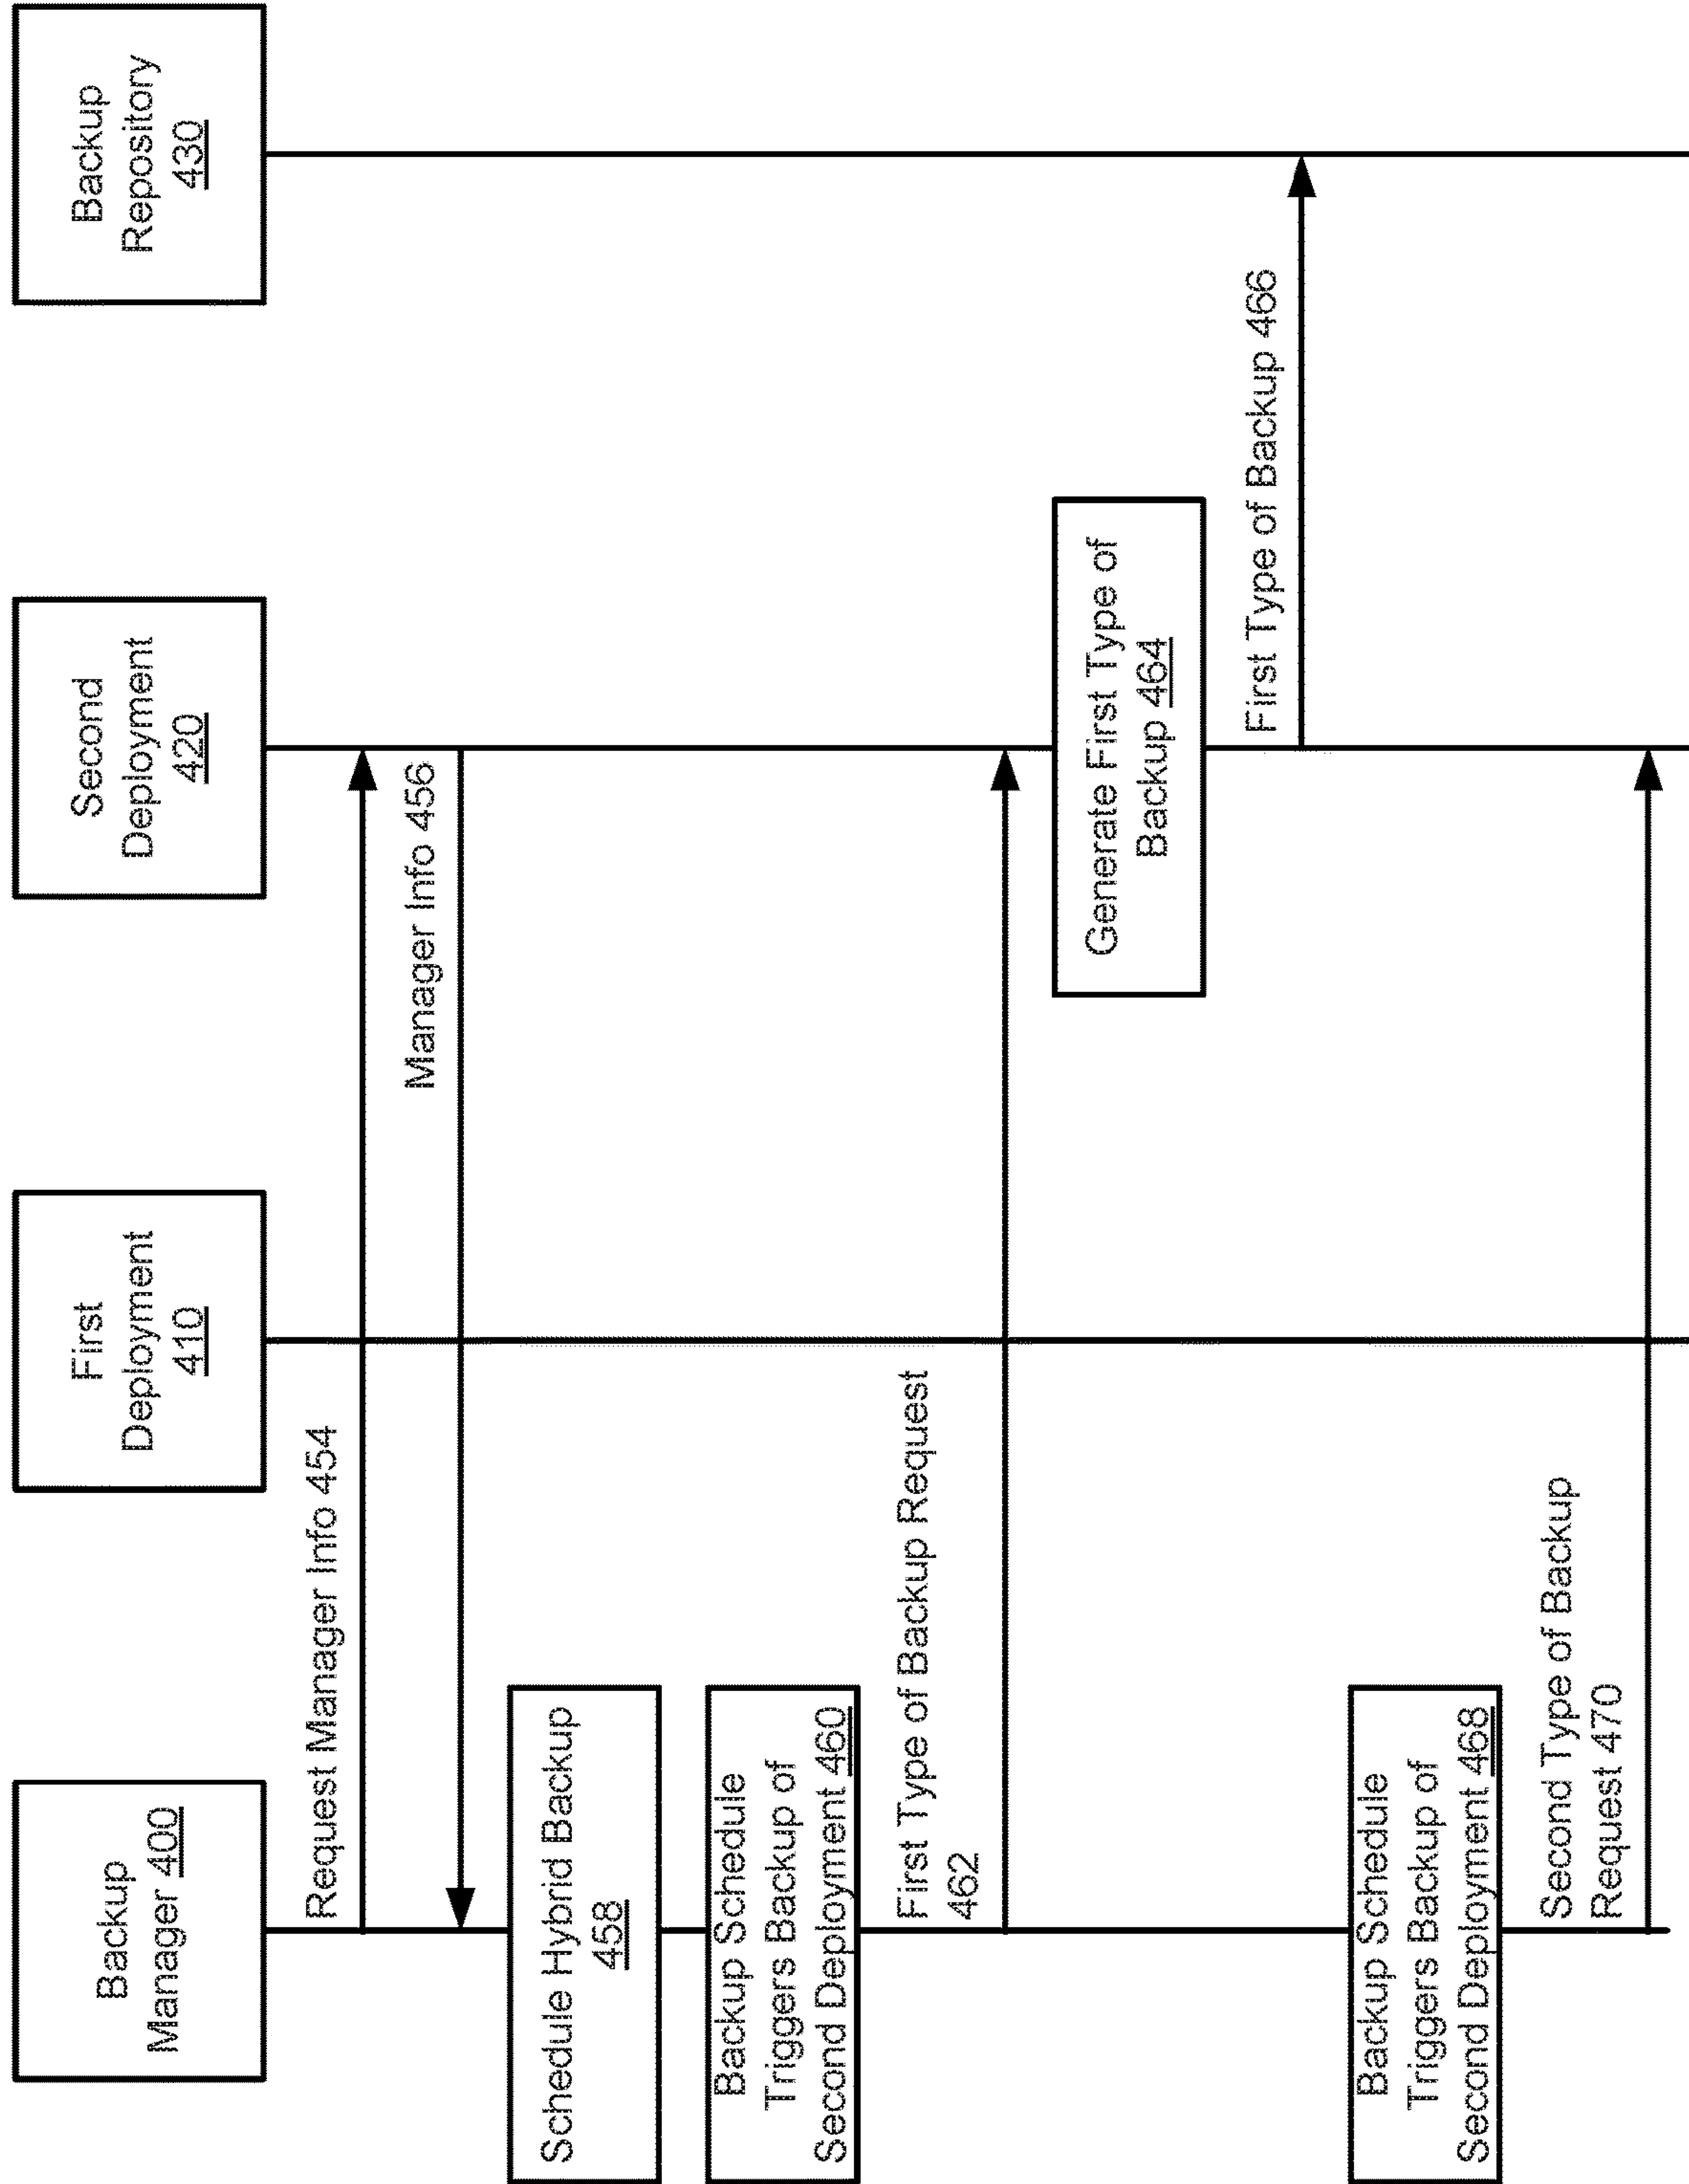 Backup
Manager 400
First
Deployment
410
Second
Deployment
420
Backup
Repository
430
Request Manager Info 454
Manager Info 456
Schedule Hybrid Backup
458
Backup Schedule
Triggers Backup of
Second Deployment 460
First Type of Backup Request
462
Generate First Type of
Backup 464
First Type of Backup 466
Backup Schedule
Triggers Backup of
Second Deployment 468
Second Type of Backup
Request 470